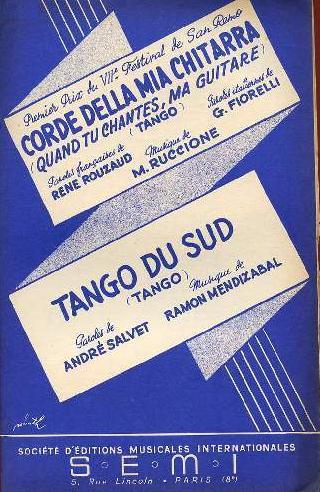 Premier Prix du VIIe Festival de San Remo
CORDE DELLA MIA CHITARRA
(QUAND TU CHANTES, MA GUITARE)
(TANGO)
Paroles françaises de
RENÉ ROUZAUD
Musique de
M. RUCCIONE
Paroles italiennes de
G. FIORELLI
TANGO DU SUD
(TANGO)
Paroles de
ANDRÉ SALVET
Musique de
RAMON MENDIZABAL
SOCIÉTÉ D'ÉDITIONS MUSICALES INTERNATIONALES
S.E.M.I
5, Rue Lincoln - PARIS (8e)